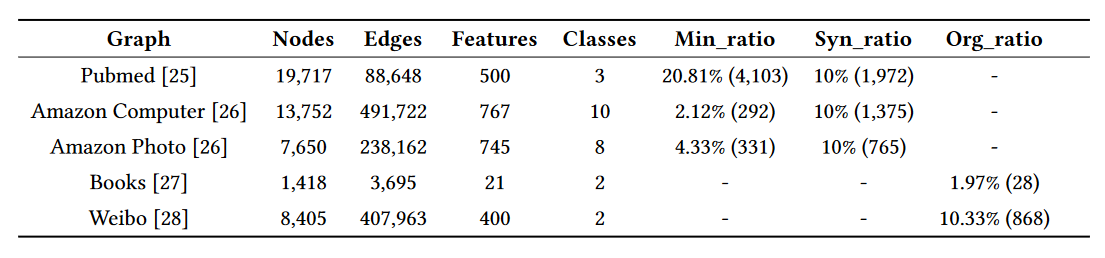 Graph Nodes Edges Features Classes Min_ratio Syn_ratio Org_ratio
Pubmed [25] 19,717 88,648 500 3 20.81% (4,103) 10% (1,972) -
Amazon Computer [26] 13,752 491,722 767 10 2.12% (292) 10% (1,375) -
Amazon Photo [26] 7,650 238,162 745 8 4.33% (331) 10% (765) -
Books [27] 1,418 3,695 21 2 - - 1.97% (28)
Weibo [28] 8,405 407,963 400 2 - - 10.33% (868)